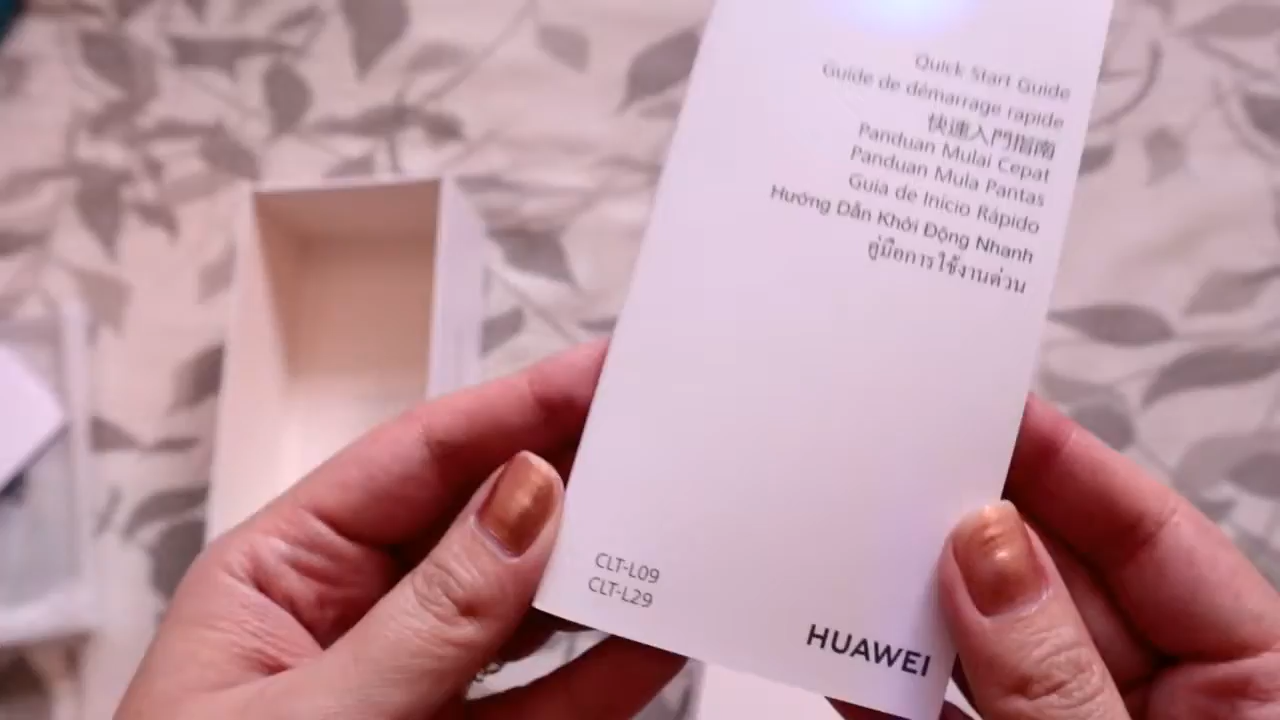 Quick Start Guide
Guide de démarrage rapide
快速入門指南
Panduan Mulai Cepat
Panduan Mula Pantas
Guía de Inicio Rápido
Hướng Dẫn Khởi Động Nhanh
คู่มือการใช้งานด่วน
CLT-L09
CLT-L29
HUAWEI